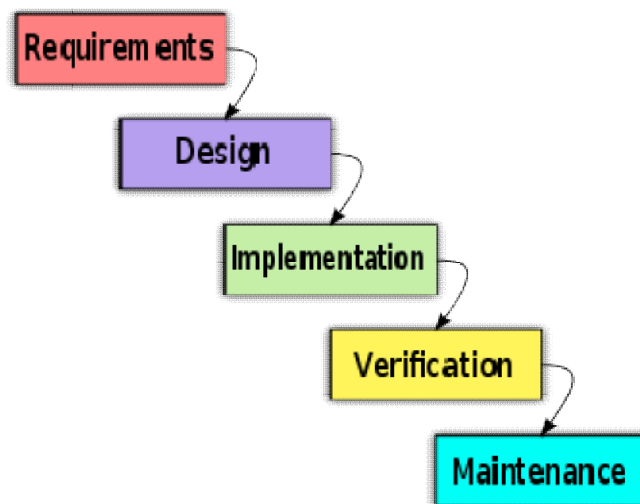 Requirements
Design
Implementation
Verification
Maintenance